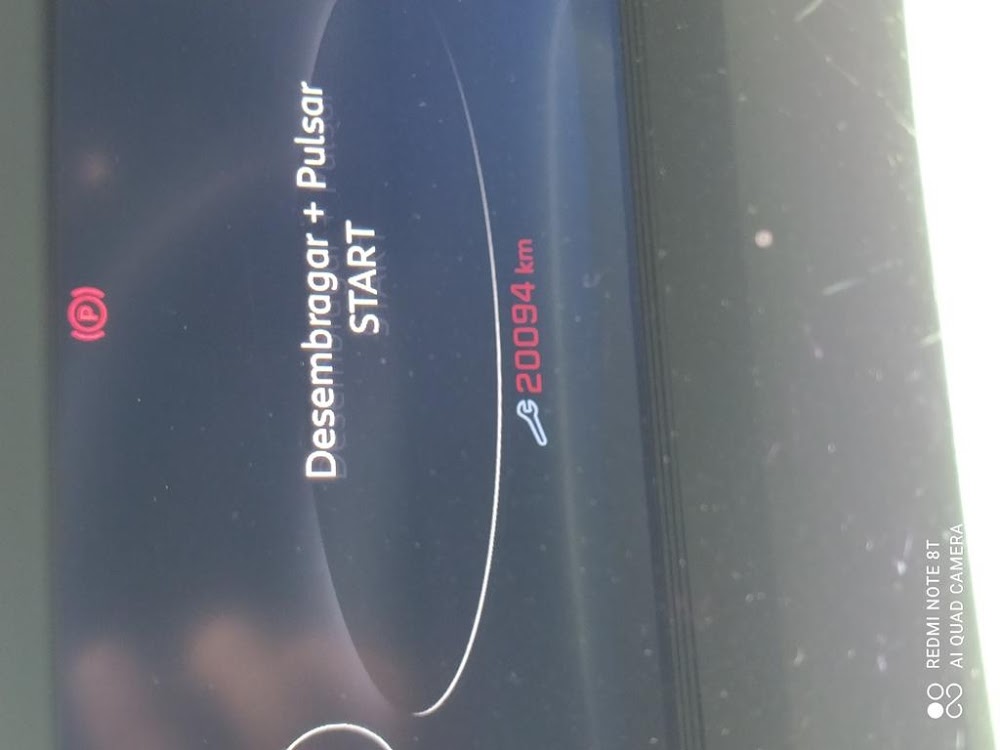 P
Desembragar + Pulsar
START
20094 km
REDMI NOTE 8T
AI QUAD CAMERA